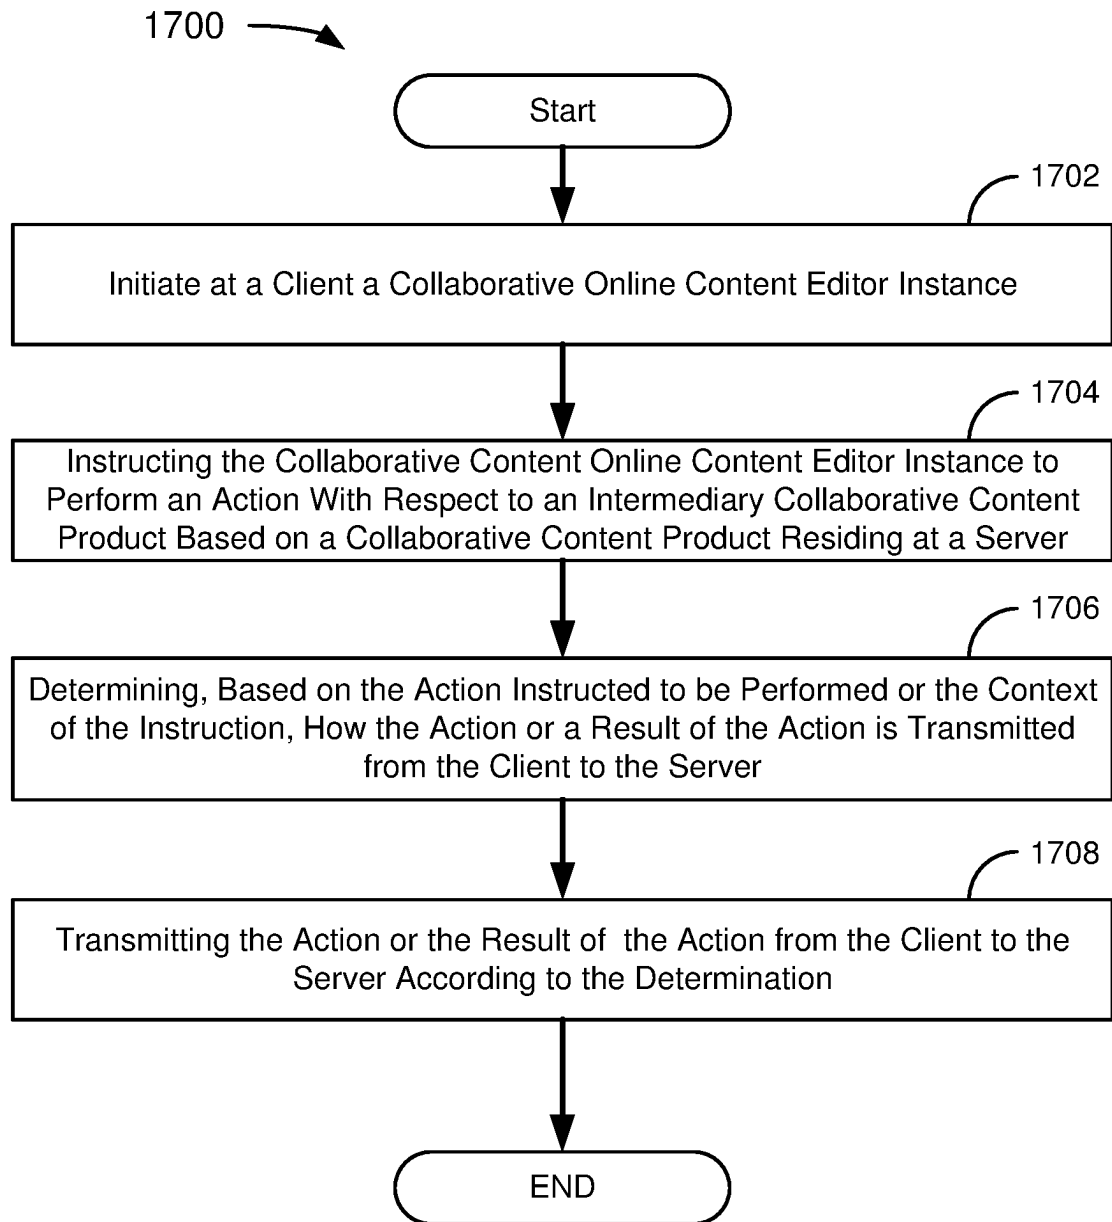 1700
Start
1702
Initiate at a Client a Collaborative Online Content Editor Instance
1704
Instructing the Collaborative Content Online Content Editor Instance to
Perform an Action With Respect to an Intermediary Collaborative Content
Product Based on a Collaborative Content Product Residing at a Server
1706
Determining, Based on the Action Instructed to be Performed or the Context
of the Instruction, How the Action or a Result of the Action is Transmitted
from the Client to the Server
1708
Transmitting the Action or the Result of the Action from the Client to the
Server According to the Determination
END